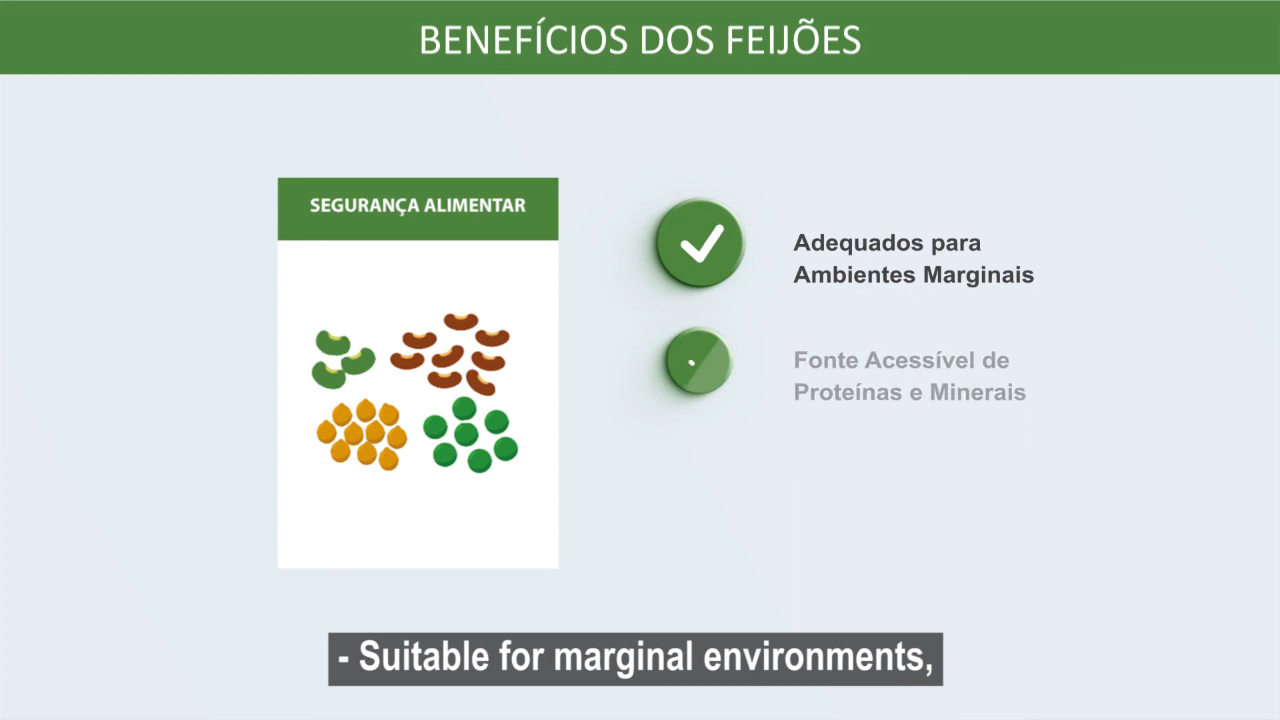 BENEFÍCIOS DOS FEIJÕES
SEGURANÇA ALIMENTAR
Adequados para
Ambientes Marginais
Fonte Acessível de
Proteínas e Minerais
- Suitable for marginal environments,